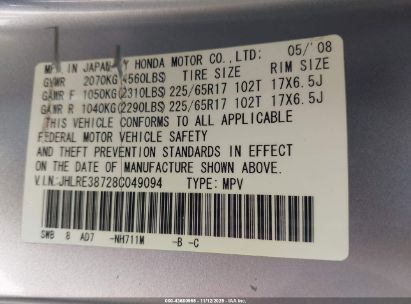 MFD IN JAPAN BY HONDA MOTOR CO., LTD: 05/'08
GVWR 2070KG (4560LBS) TIRE SIZE RIM SIZE
GAWR F 1050KG (2310LBS) 225/65R17 102T 17X6.5J
GAWR R 1040KG (2290LBS) 225/65R17 102T 17X6.5J
THIS VEHICLE CONFORMS TO ALL APPLICABLE
FEDERAL MOTOR VEHICLE SAFETY
AND THEFT PREVENTION STANDARDS IN EFFECT
ON THE DATE OF MANUFACTURE SHOWN ABOVE.
V.I.N.:JHLRE38728C049094 TYPE: MPV
SWB 8 AD7 -NH711M -B -C